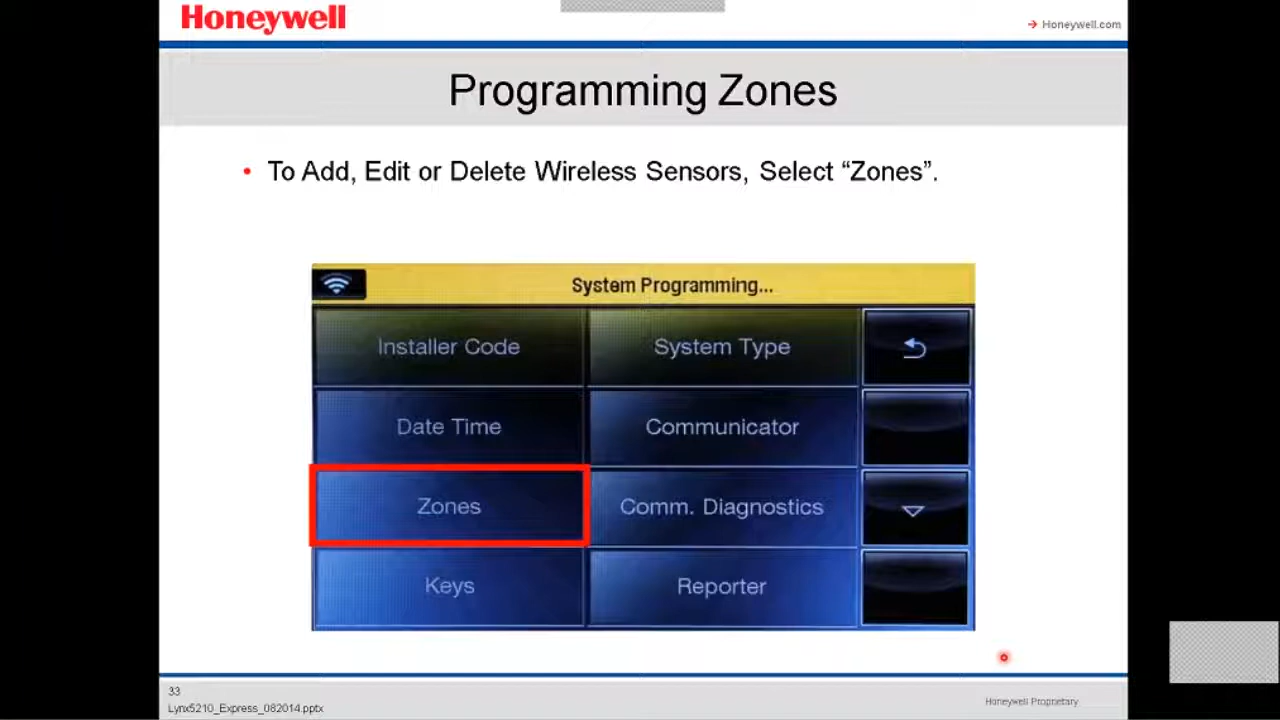 Honeywell
Honeywell.com
Programming Zones
• To Add, Edit or Delete Wireless Sensors, Select “Zones”.
System Programming...
Installer Code
System Type
Date Time
Communicator
Zones
Comm. Diagnostics
Keys
Reporter
33
Lynx5210_Express_082014.pptx
Honeywell Proprietary